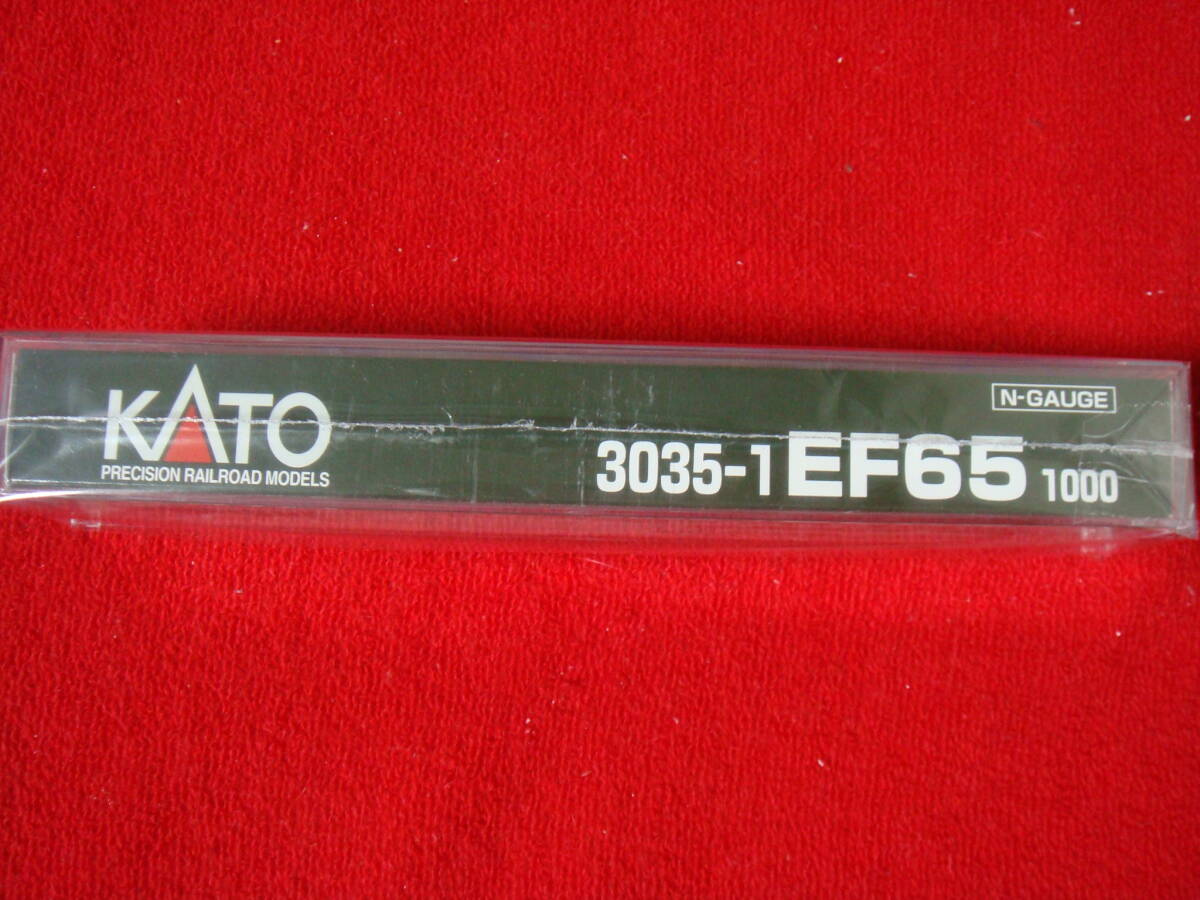 KATO
PRECISION RAILROAD MODELS
N-GAUGE
3035-1 EF65 1000